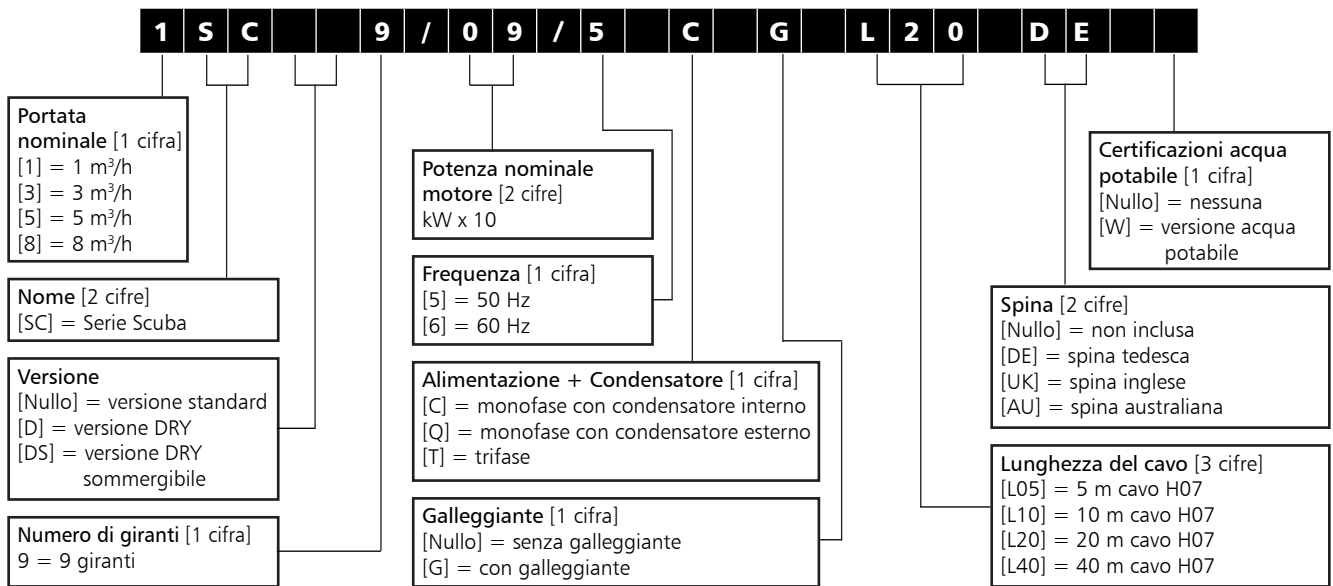 1 S C 9 / 0 9 / 5 C G L 2 0 D E
Portata
nominale [1 cifra]
[1] = 1 m³/h
[3] = 3 m³/h
[5] = 5 m³/h
[8] = 8 m³/h
Nome [2 cifre]
[SC] = Serie Scuba
Versione
[Nullo] = versione standard
[D] = versione DRY
[DS] = versione DRY
sommergibile
Numero di giranti [1 cifra]
9 = 9 giranti
Potenza nominale
motore [2 cifre]
kW x 10
Frequenza [1 cifra]
[5] = 50 Hz
[6] = 60 Hz
Alimentazione + Condensatore [1 cifra]
[C] = monofase con condensatore interno
[Q] = monofase con condensatore esterno
[T] = trifase
Galleggiante [1 cifra]
[Nullo] = senza galleggiante
[G] = con galleggiante
Certificazioni acqua
potabile [1 cifra]
[Nullo] = nessuna
[W] = versione acqua
potabile
Spina [2 cifre]
[Nullo] = non inclusa
[DE] = spina tedesca
[UK] = spina inglese
[AU] = spina australiana
Lunghezza del cavo [3 cifre]
[L05] = 5 m cavo H07
[L10] = 10 m cavo H07
[L20] = 20 m cavo H07
[L40] = 40 m cavo H07